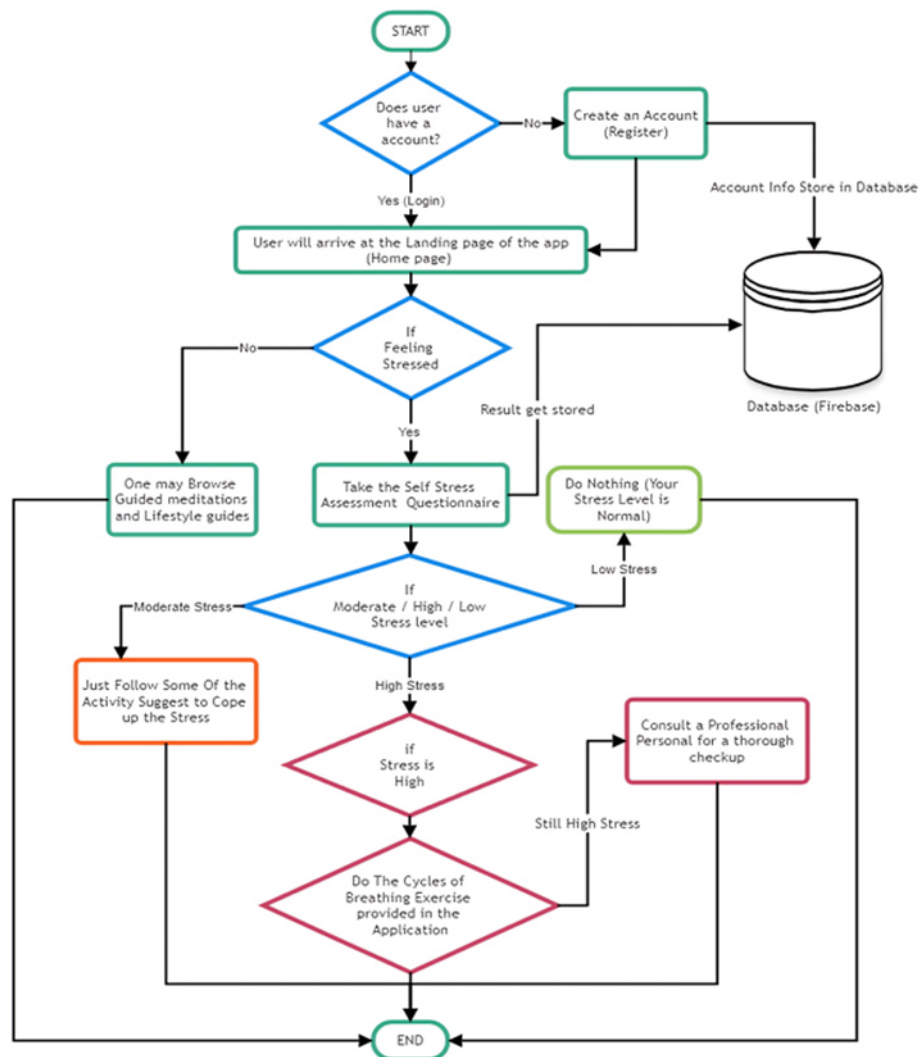 START
Does user
have a
account?
No
Create an Account
(Register)
Account Info Store in Database
Yes (Login)
User will arrive at the Landing page of the app
(Home page)
If
Feeling
Stressed
No
Result get stored
Database (Firebase)
Yes
One may Browse
Guided meditations
and Lifestyle guides
Take the Self Stress
Assessment Questionnaire
Do Nothing (Your
Stress Level is
Normal)
Low Stress
If
Moderate / High / Low
Stress level
Moderate Stress
Just Follow Some Of the
Activity Suggest to Cope
up the Stress
High Stress
Consult a Professional
Personal for a thorough
checkup
if
Stress is
High
Still High Stress
Do The Cycles of
Breathing Exercise
provided in the
Application
END